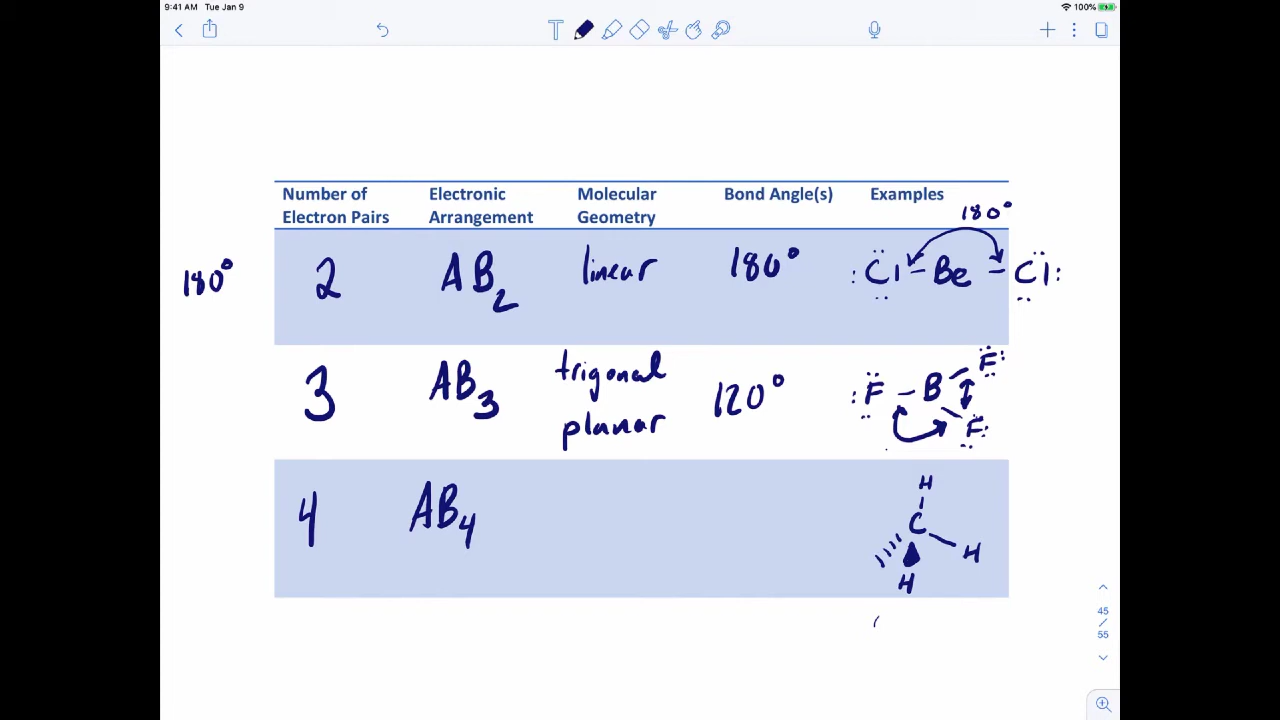 9:41 AM Tue Jan 9
100%
T
Number of Electronic Molecular Bond Angle(s) Examples
Electron Pairs Arrangement Geometry
180°
180° 2 AB₂ linear 180° :Cl – Be – Cl:
3 AB₃ trigonal planar 120° :F – B F: F:
4 AB₄ H C H H
45
/
55